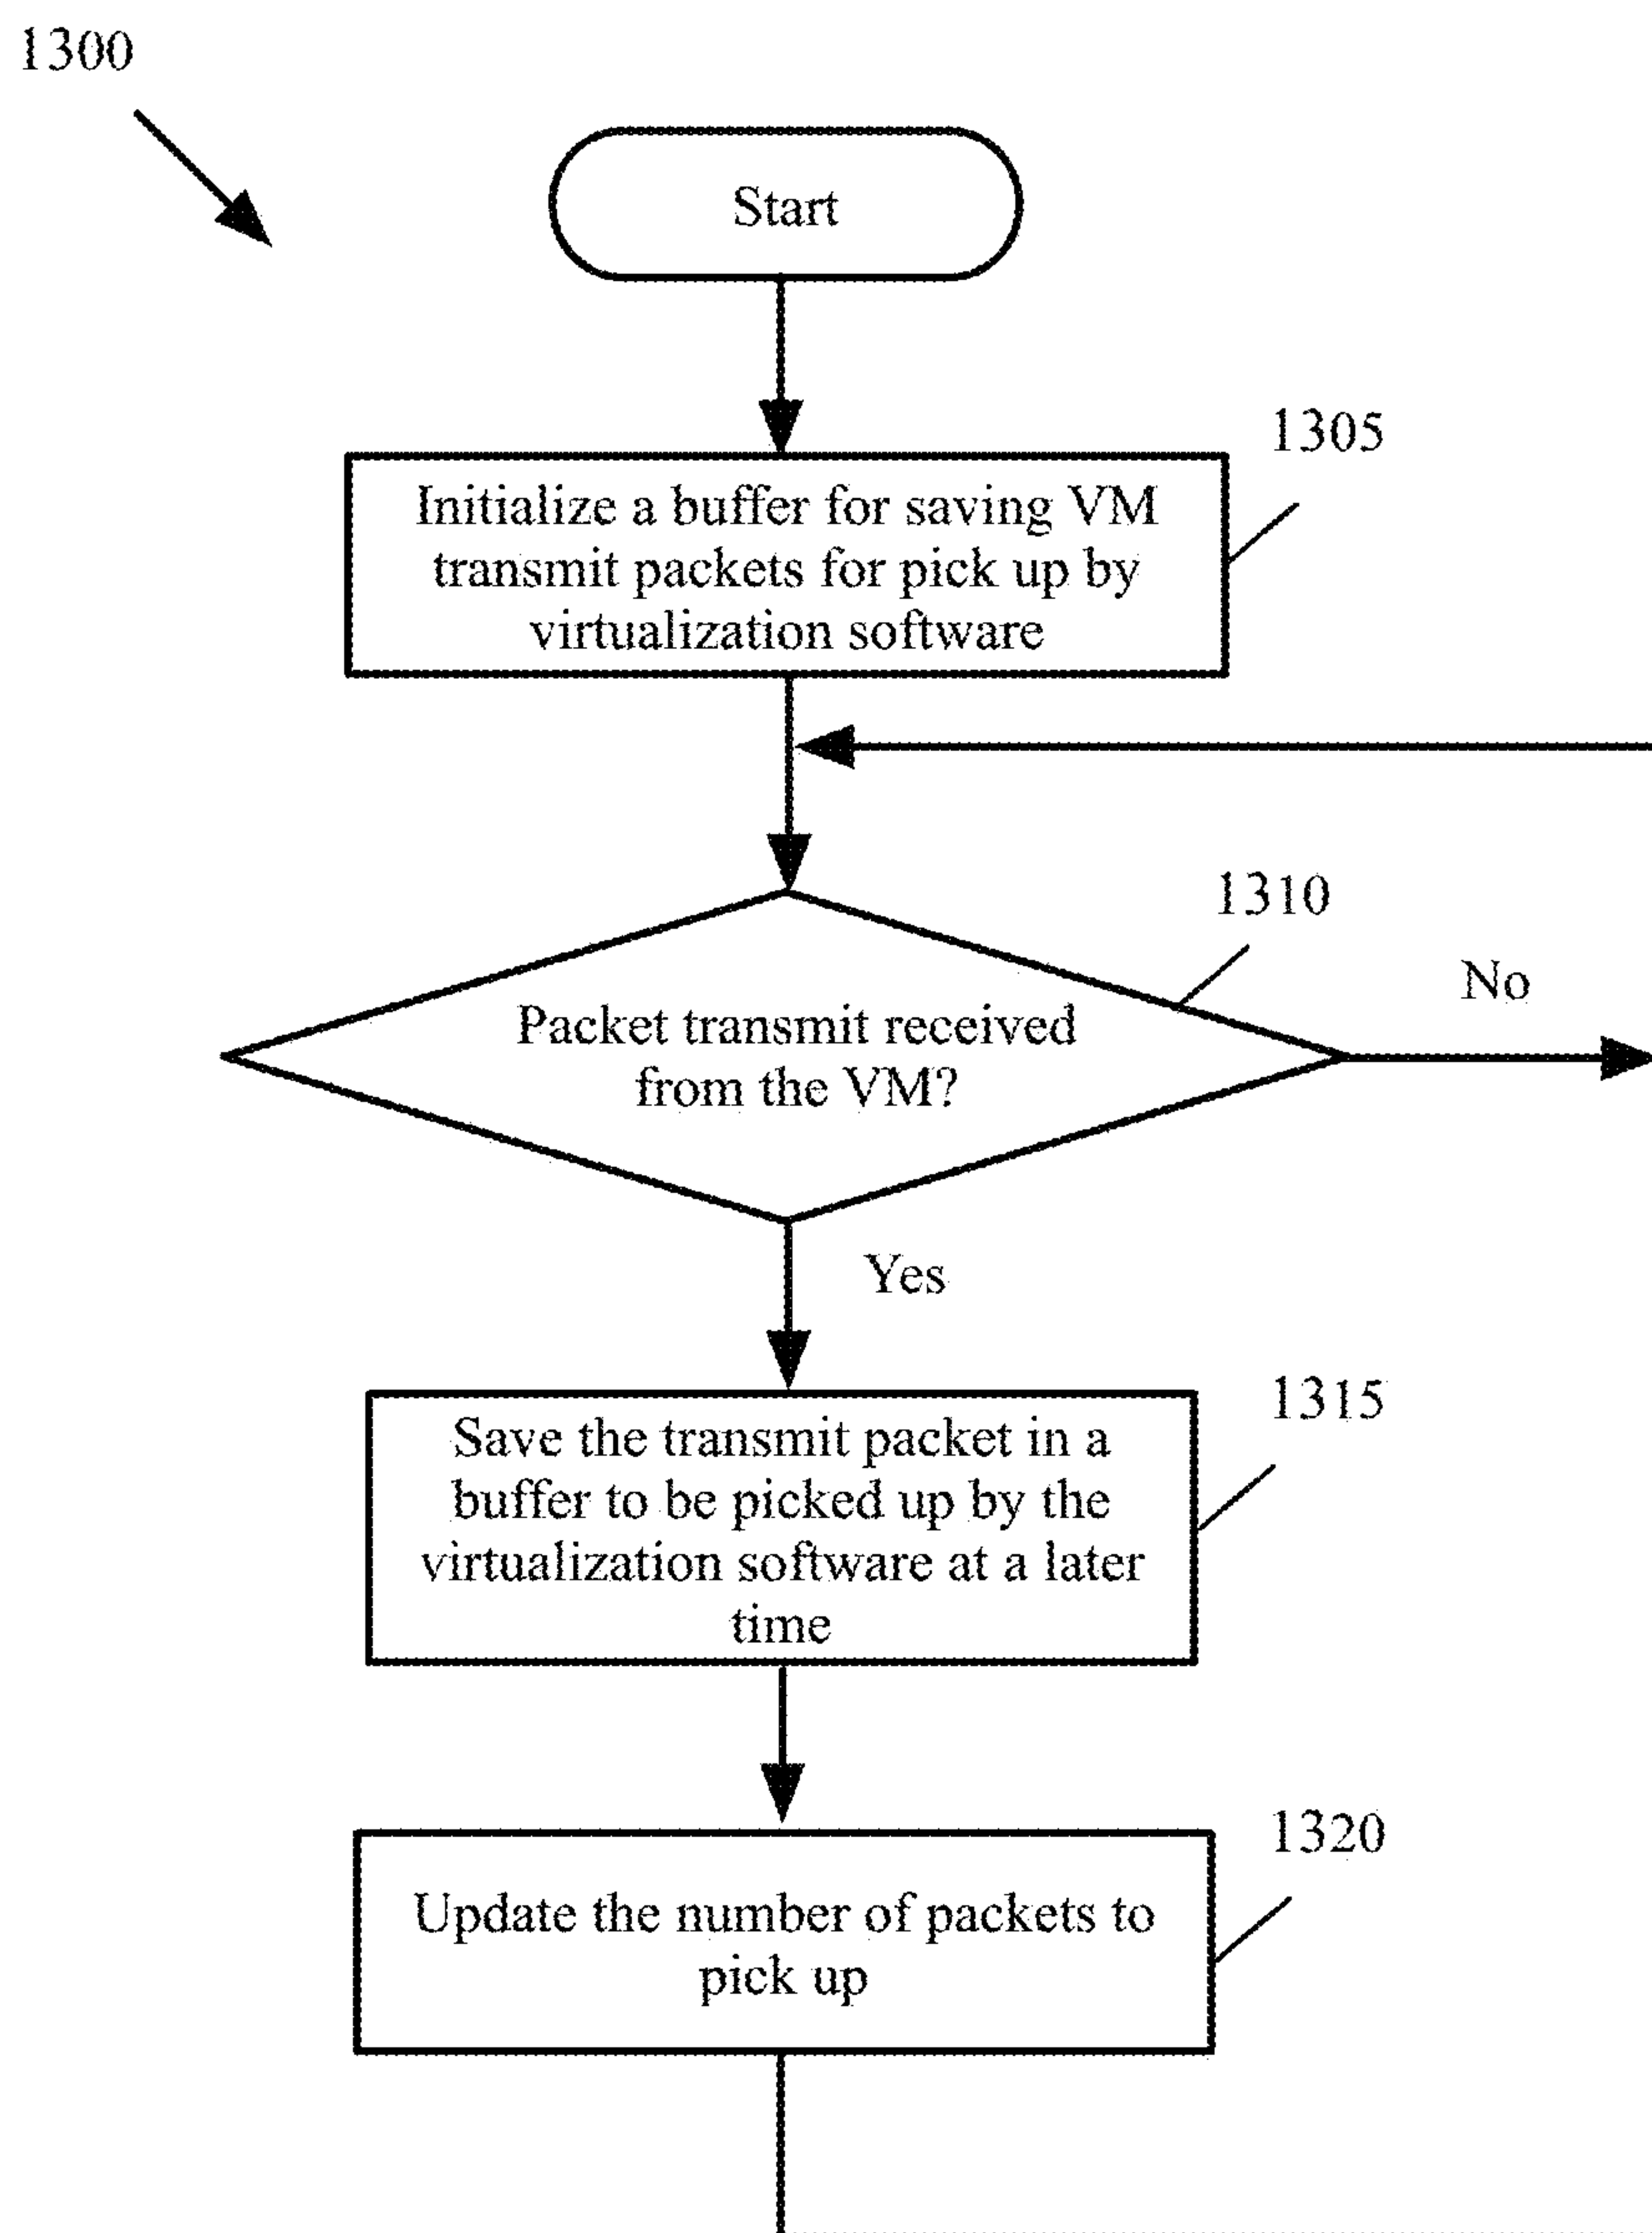 1300
Start
1305
Initialize a buffer for saving VM
transmit packets for pick up by
virtualization software
1310
No
Packet transmit received
from the VM?
Yes
1315
Save the transmit packet in a
buffer to be picked up by the
virtualization software at a later
time
1320
Update the number of packets to
pick up